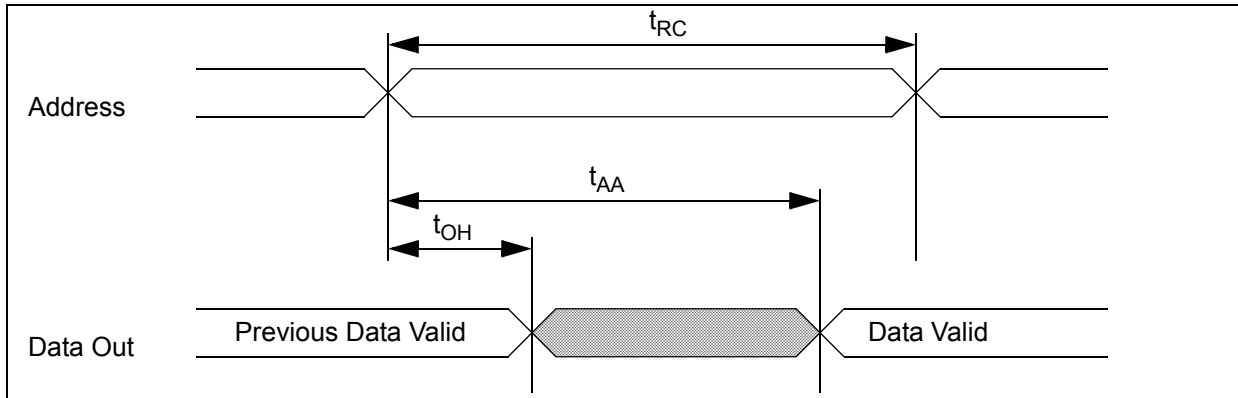 tRC
Address
tAA
tOH
Previous Data Valid
Data Valid
Data Out